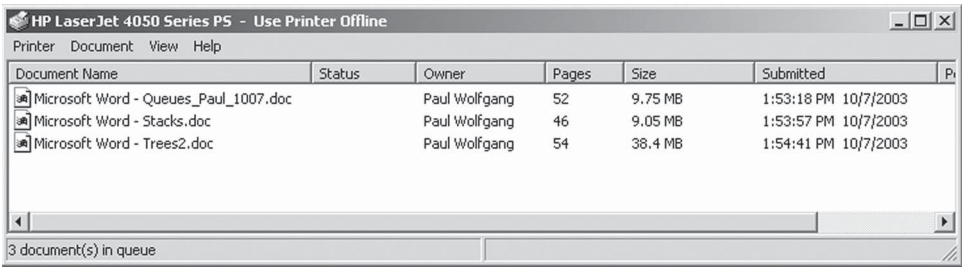 HP LaserJet 4050 Series PS - Use Printer Offline
Printer Document View Help
Document Name Status Owner Pages Size Submitted
Microsoft Word - Queues_Paul_1007.doc Paul Wolfgang 52 9.75 MB 1:53:18 PM 10/7/2003
Microsoft Word - Stacks.doc Paul Wolfgang 46 9.05 MB 1:53:57 PM 10/7/2003
Microsoft Word - Trees2.doc Paul Wolfgang 54 38.4 MB 1:54:41 PM 10/7/2003
3 document(s) in queue